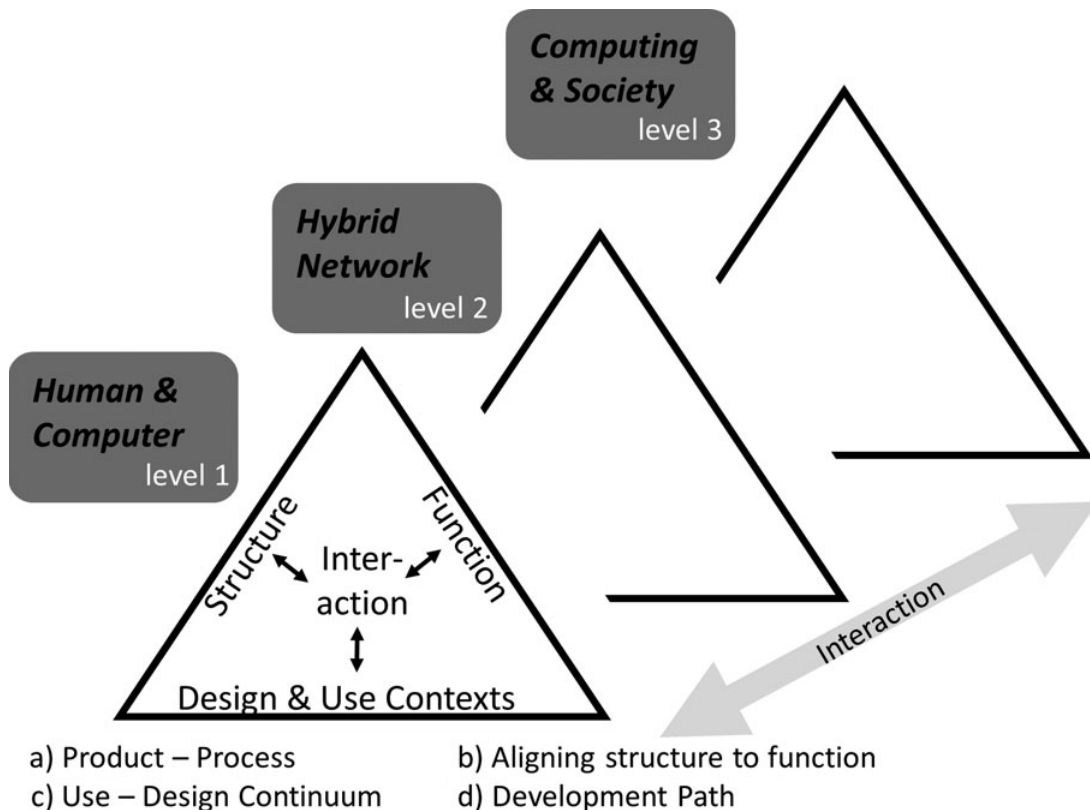 Computing
& Society
level 3
Hybrid
Network
level 2
Human &
Computer
level 1
Structure
Function
Inter-
action
Design & Use Contexts
Interaction
a) Product – Process
b) Aligning structure to function
c) Use – Design Continuum
d) Development Path